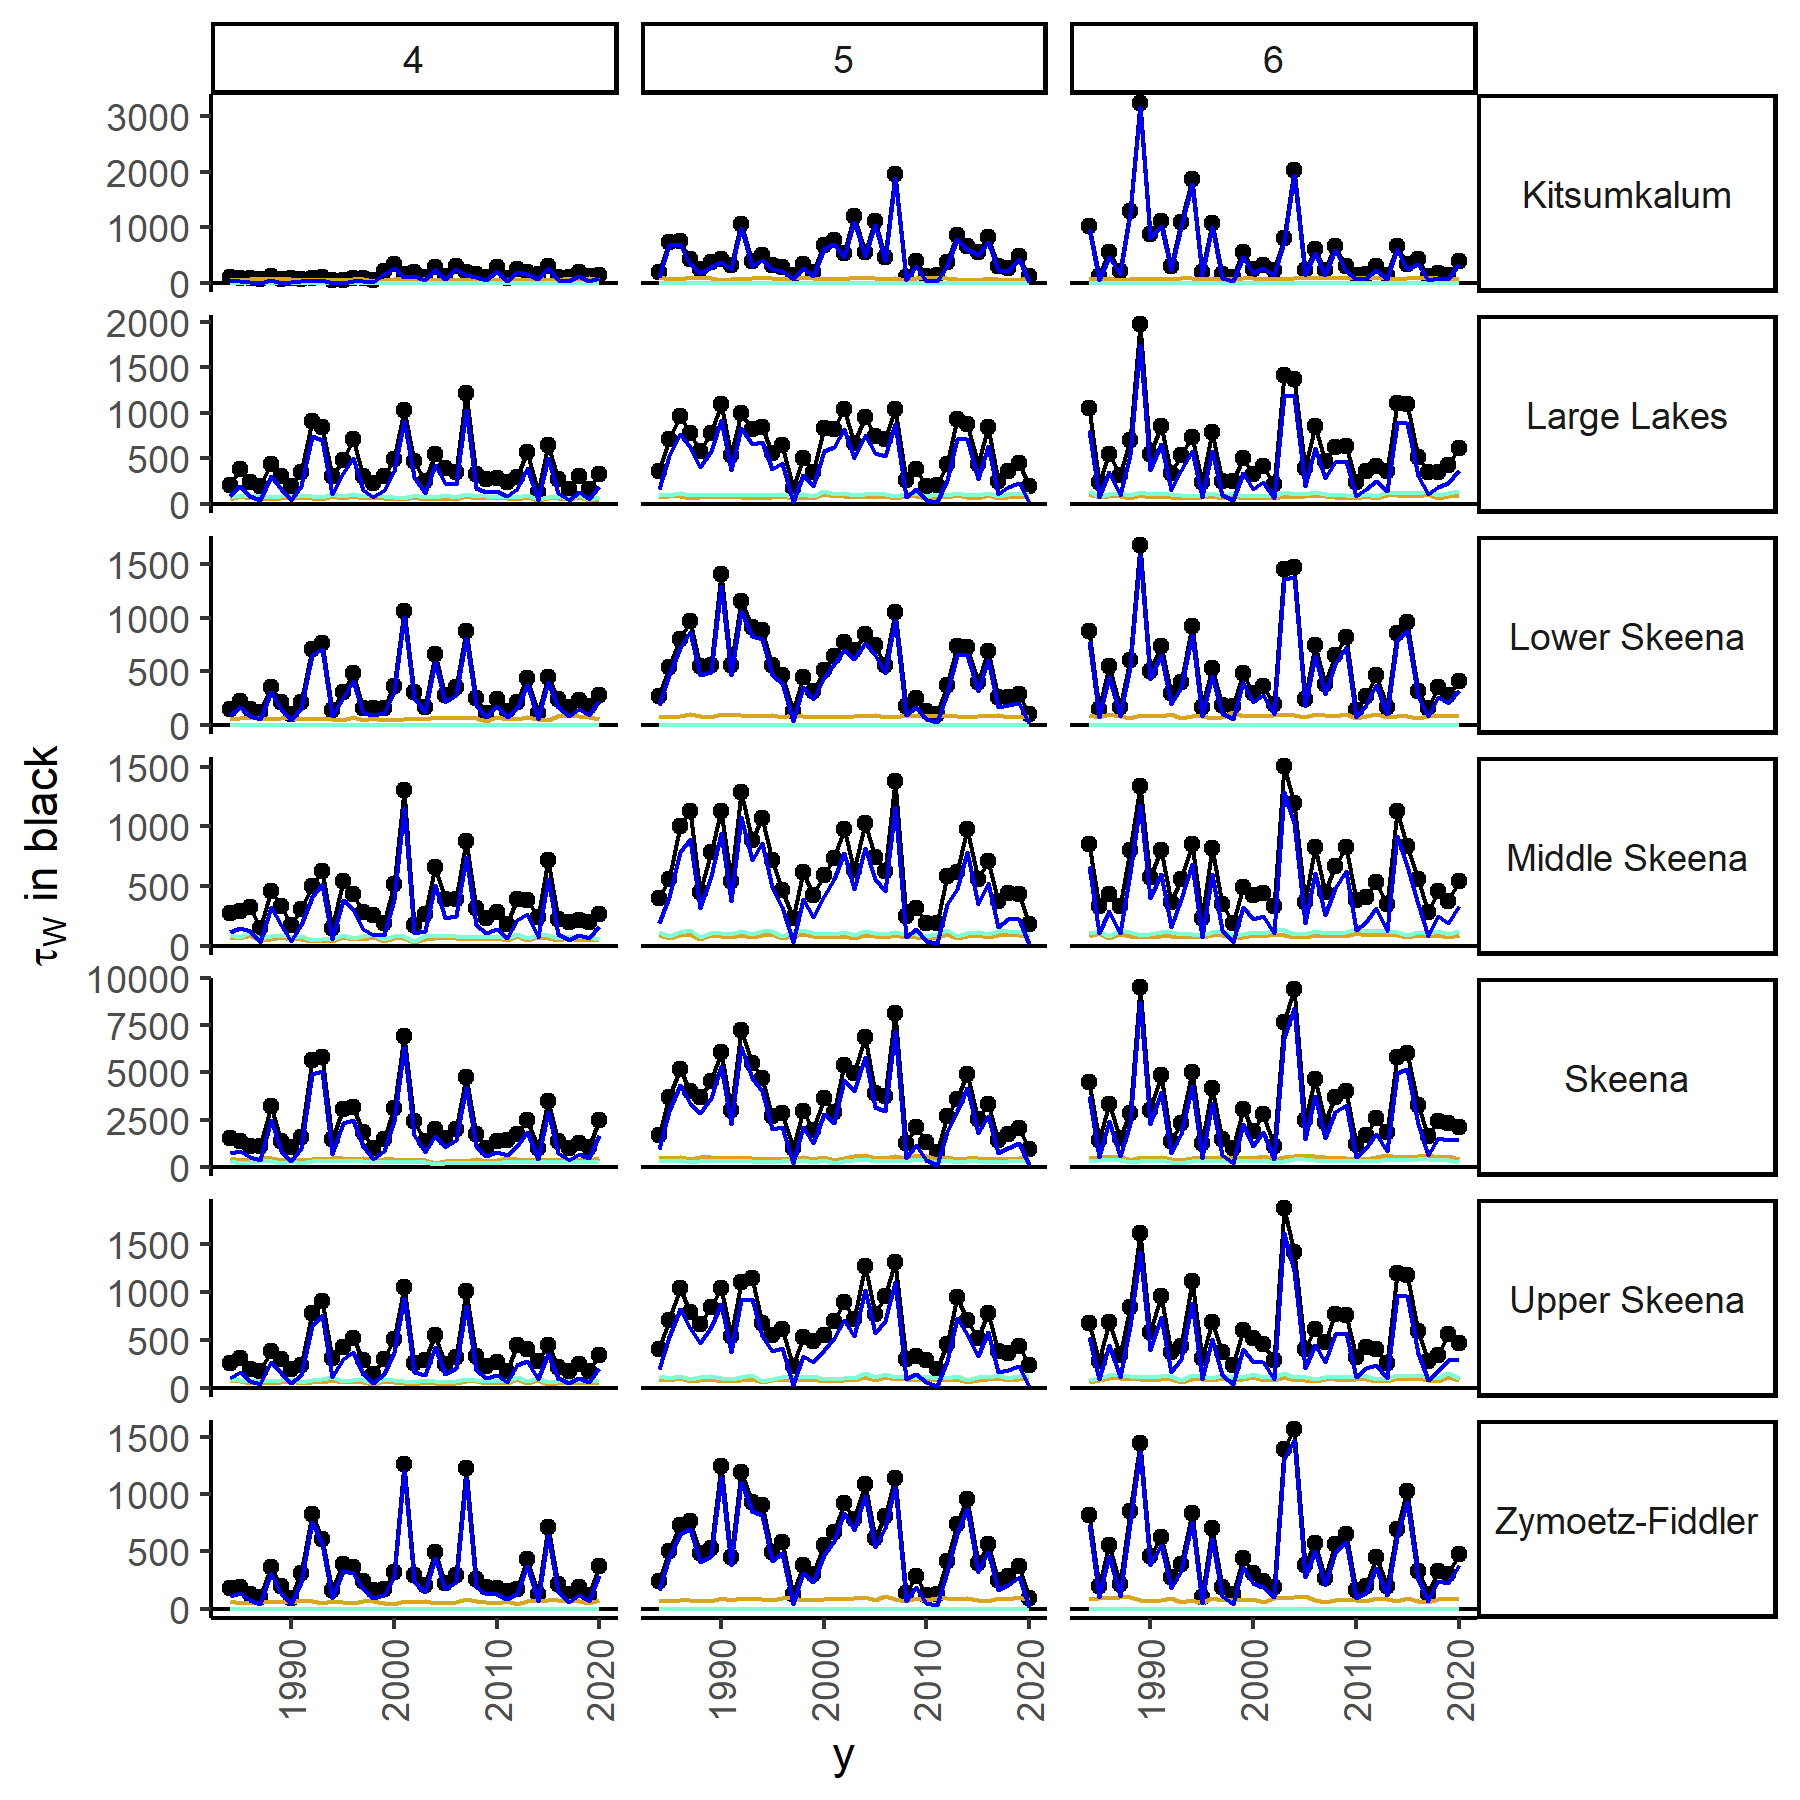 4 5 6
3000
2000
1000
0
Kitsumkalum
2000
1500
1000
500
0
Large Lakes
1500
1000
500
0
Lower Skeena
1500
1000
500
0
Middle Skeena
10000
7500
5000
2500
0
Skeena
1500
1000
500
0
Upper Skeena
1500
1000
500
0
Zymoetz-Fiddler
1990 2000 2010 2020 1990 2000 2010 2020 1990 2000 2010 2020
y
τW in black